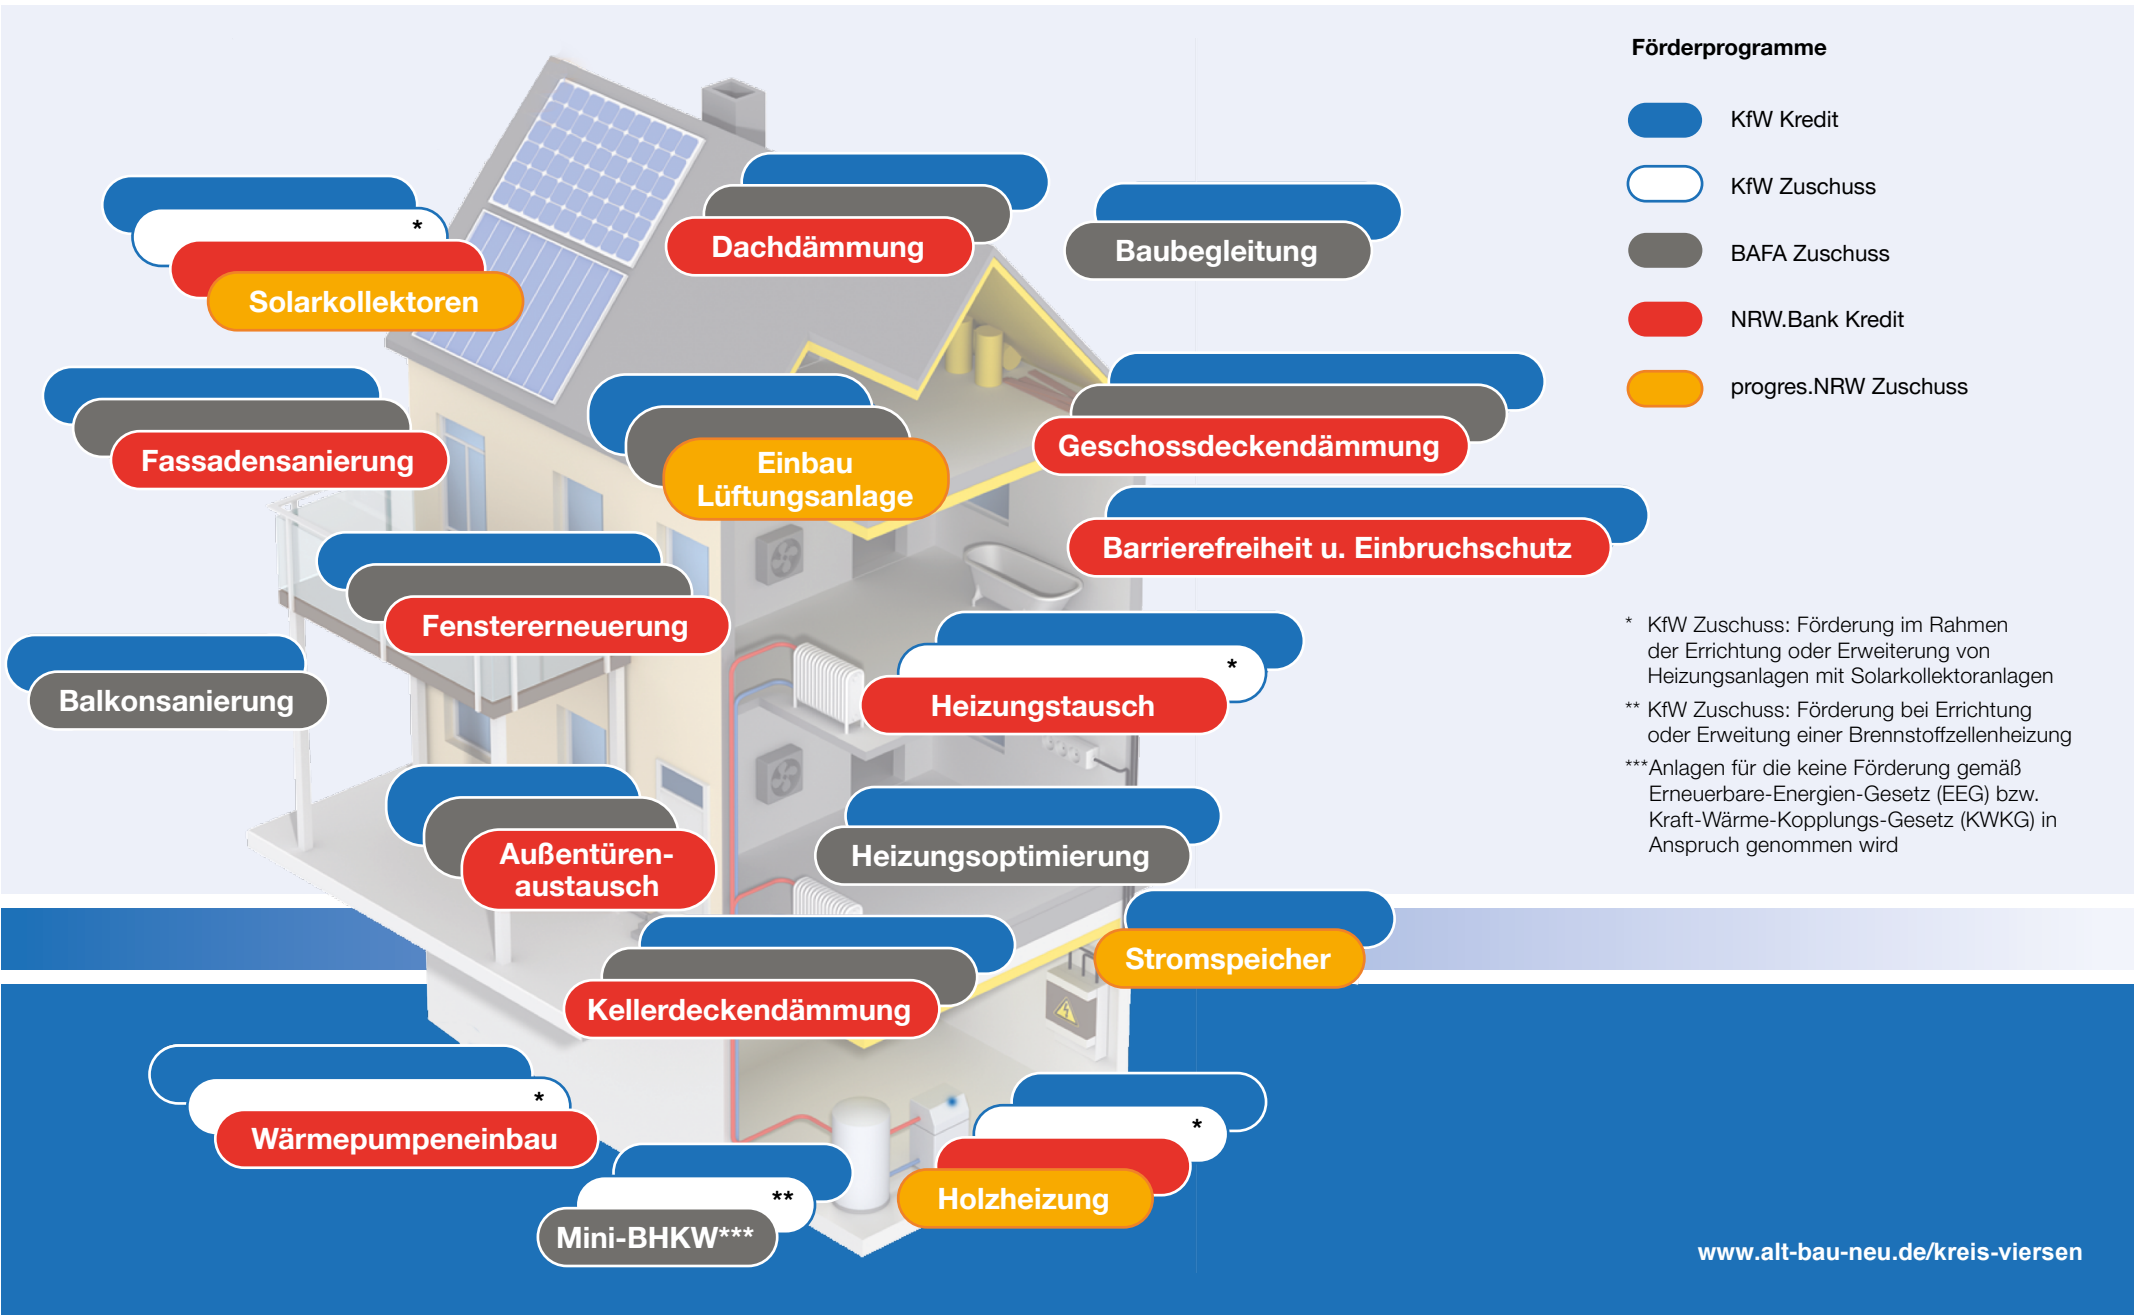 Förderprogramme
KfW Kredit
KfW Zuschuss
BAFA Zuschuss
NRW.Bank Kredit
progres.NRW Zuschuss
*
Solarkollektoren
Dachdämmung
Baubegleitung
Fassadensanierung
Einbau
Lüftungsanlage
Geschossdeckendämmung
Barrierefreiheit u. Einbruchschutz
Fenstererneuerung
Balkonsanierung
*
Heizungstausch
Außentüren-
austausch
Heizungsoptimierung
Stromspeicher
Kellerdeckendämmung
*
Wärmepumpeneinbau
**
Mini-BHKW***
*
Holzheizung
* KfW Zuschuss: Förderung im Rahmen
der Errichtung oder Erweiterung von
Heizungsanlagen mit Solarkollektoranlagen
** KfW Zuschuss: Förderung bei Errichtung
oder Erweitung einer Brennstoffzellenheizung
***Anlagen für die keine Förderung gemäß
Erneuerbare-Energien-Gesetz (EEG) bzw.
Kraft-Wärme-Kopplungs-Gesetz (KWKG) in
Anspruch genommen wird
www.alt-bau-neu.de/kreis-viersen